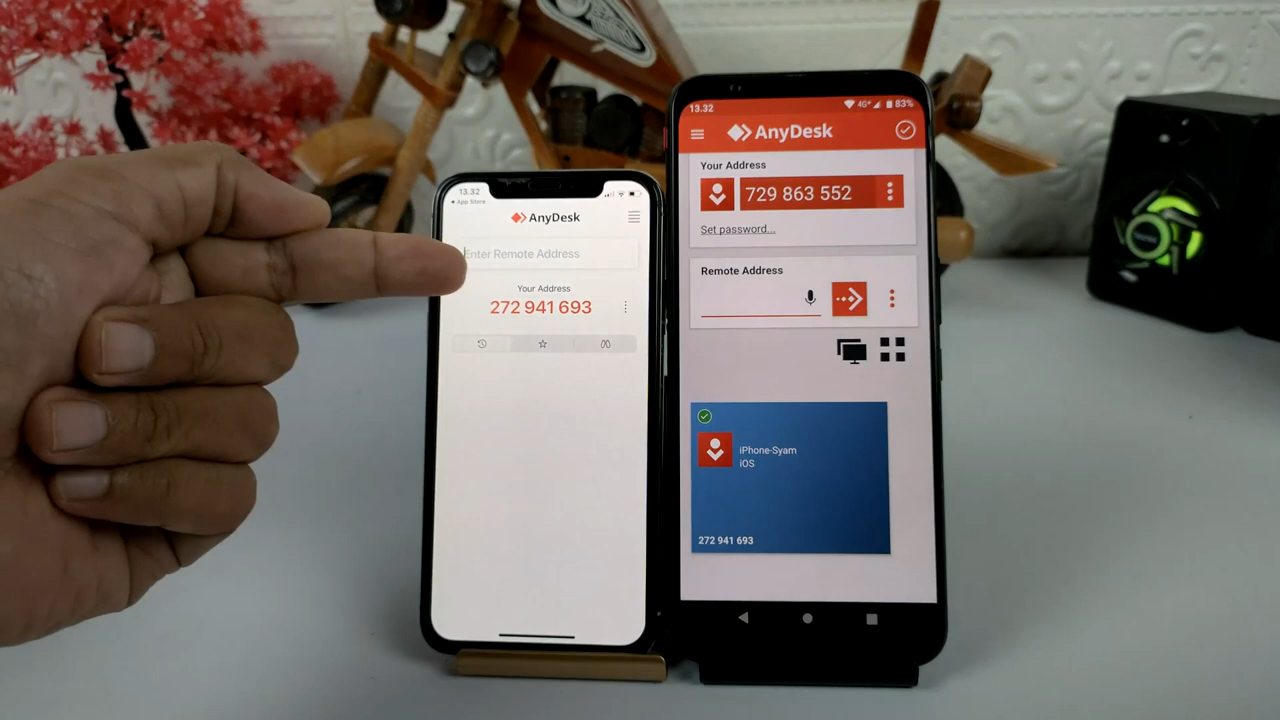 13.32
App Store
AnyDesk
Enter Remote Address
Your Address
272 941 693
13.32
4G+
83%
AnyDesk
Your Address
729 863 552
Set password...
Remote Address
iPhone-Syam
iOS
272 941 693